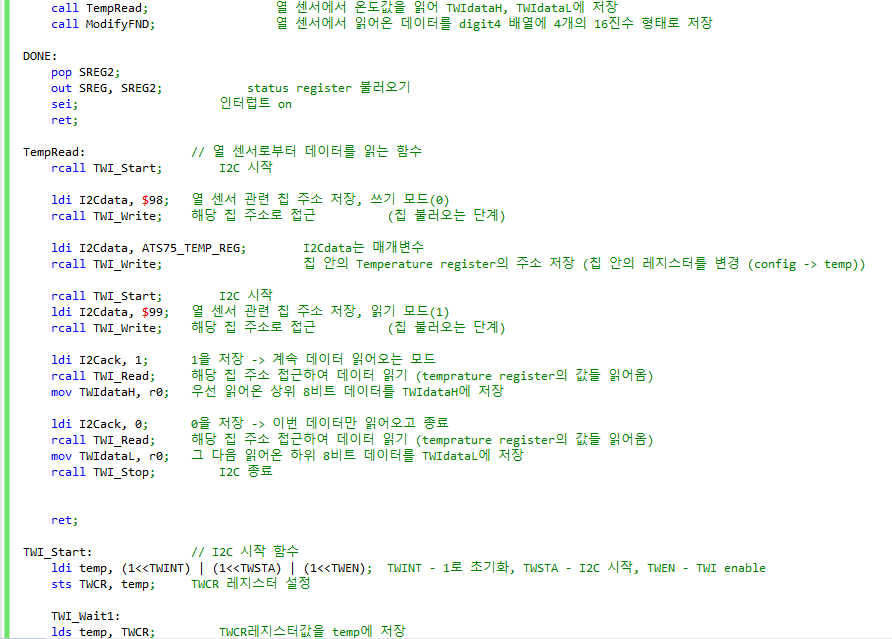 call TempRead; 열 센서에서 온도값을 읽어 TWIdataH, TWIdataL에 저장
call ModifyFND; 열 센서에서 읽어온 데이터를 digit4 배열에 4개의 16진수 형태로 저장
DONE:
pop SREG2;
out SREG, SREG2; status register 불러오기
sei; 인터럽트 on
ret;
TempRead: // 열 센서로부터 데이터를 읽는 함수
rcall TWI_Start; I2C 시작
ldi I2Cdata, $98; 열 센서 관련 칩 주소 저장, 쓰기 모드(0)
rcall TWI_Write; 해당 칩 주소로 접근 (칩 불러오는 단계)
ldi I2Cdata, ATS75_TEMP_REG; I2Cdata는 매개변수
rcall TWI_Write; 칩 안의 Temperature register의 주소 저장 (칩 안의 레지스터를 변경 (config -> temp))
rcall TWI_Start; I2C 시작
ldi I2Cdata, $99; 열 센서 관련 칩 주소 저장, 읽기 모드(1)
rcall TWI_Write; 해당 칩 주소로 접근 (칩 불러오는 단계)
ldi I2Cack, 1; 1을 저장 -> 계속 데이터 읽어오는 모드
rcall TWI_Read; 해당 칩 주소 접근하여 데이터 읽기 (temprature register의 값들 읽어옴)
mov TWIdataH, r0; 우선 읽어온 상위 8비트 데이터를 TWIdataH에 저장
ldi I2Cack, 0; 0을 저장 -> 이번 데이터만 읽어오고 종료
rcall TWI_Read; 해당 칩 주소 접근하여 데이터 읽기 (temprature register의 값들 읽어옴)
mov TWIdataL, r0; 그 다음 읽어온 하위 8비트 데이터를 TWIdataL에 저장
rcall TWI_Stop; I2C 종료
ret;
TWI_Start: // I2C 시작 함수
ldi temp, (1<<TWINT) | (1<<TWSTA) | (1<<TWEN); TWINT - 1로 초기화, TWSTA - I2C 시작, TWEN - TWI enable
sts TWCR, temp; TWCR 레지스터 설정
TWI_Wait1:
lds temp, TWCR; TWCR레지스터값을 temp에 저장